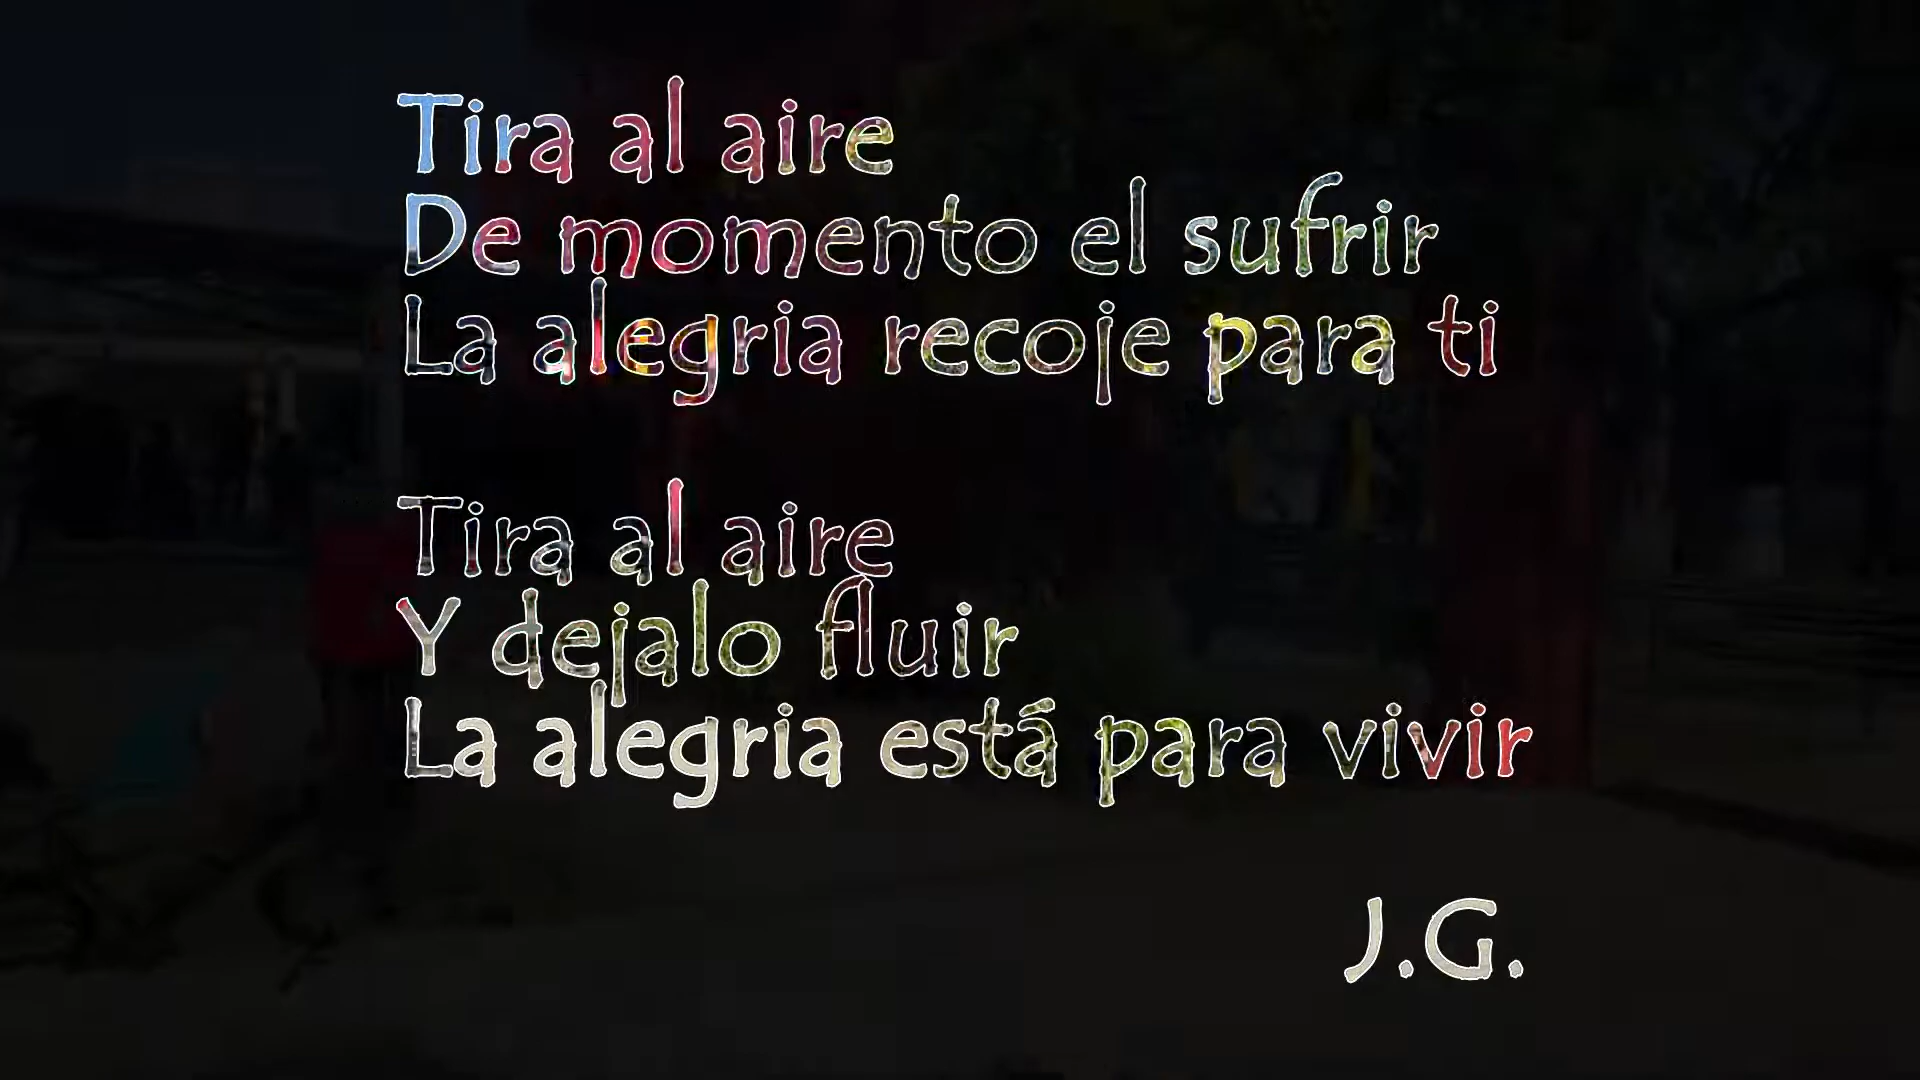 Tira al aire
De momento el sufrir
La alegria recoje para ti
Tira al aire
Y dejalo fluir
La alegria está para vivir
J.G.